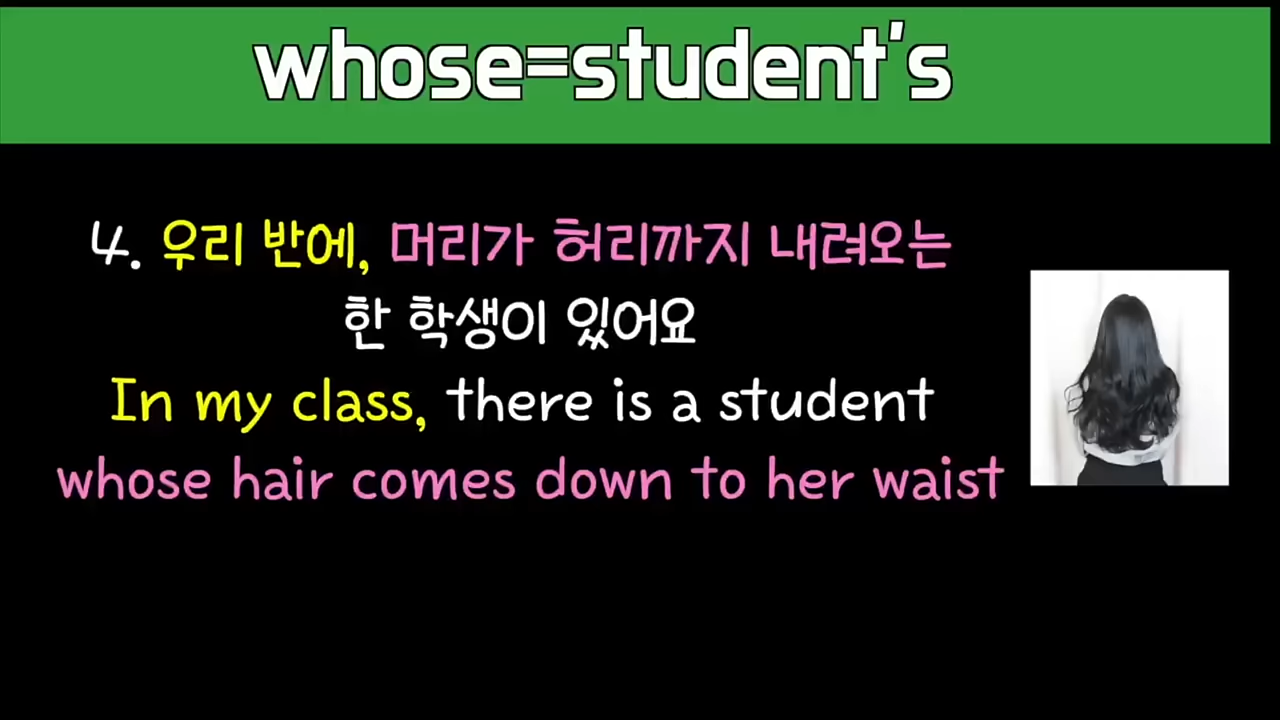 whose=student's
4. 우리 반에, 머리가 허리까지 내려오는
한 학생이 있어요
In my class, there is a student
whose hair comes down to her waist